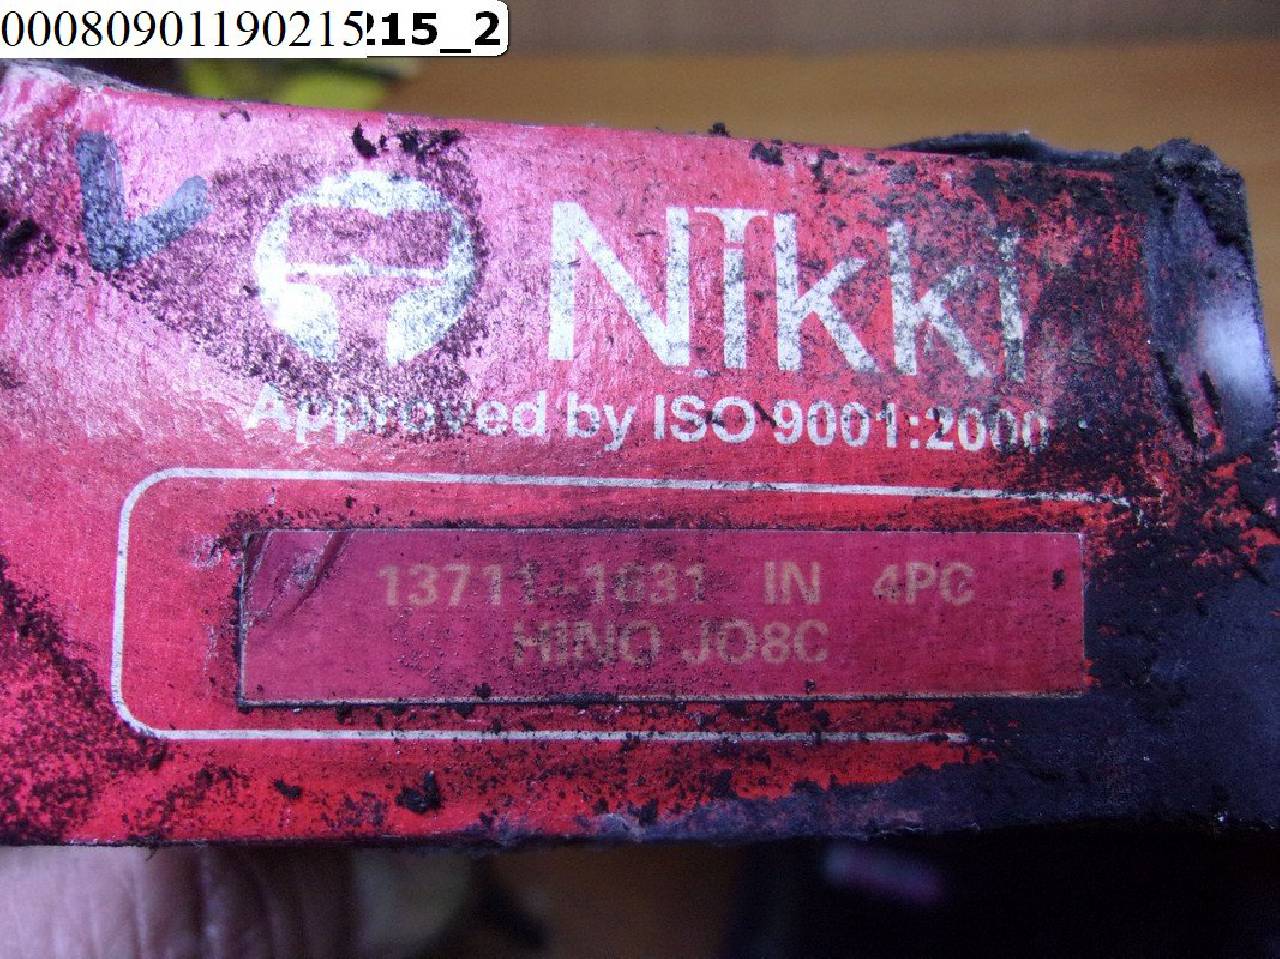 00080901190215
:15_2
Nikki
Approved by ISO 9001:2000
13711-1631 IN 4PC
HINO JO8C